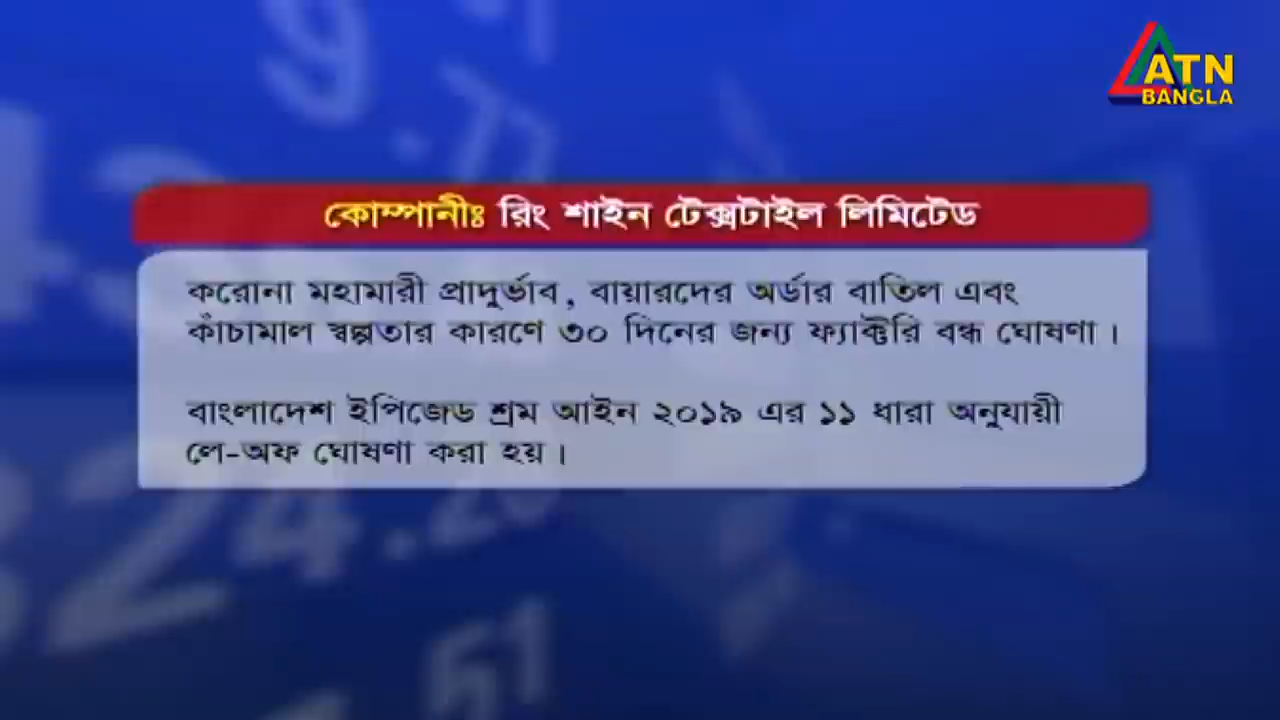 ATN
BANGLA
কোম্পানীঃ রিং শাইন টেক্সটাইল লিমিটেড
করোনা মহামারী প্রাদুর্ভাব, বায়ারদের অর্ডার বাতিল এবং
কাঁচামাল স্বল্পতার কারণে ৩০ দিনের জন্য ফ্যাক্টরি বন্ধ ঘোষণা।
বাংলাদেশ ইপিজেড শ্রম আইন ২০১৯ এর ১১ ধারা অনুযায়ী
লে-অফ ঘোষণা করা হয়।